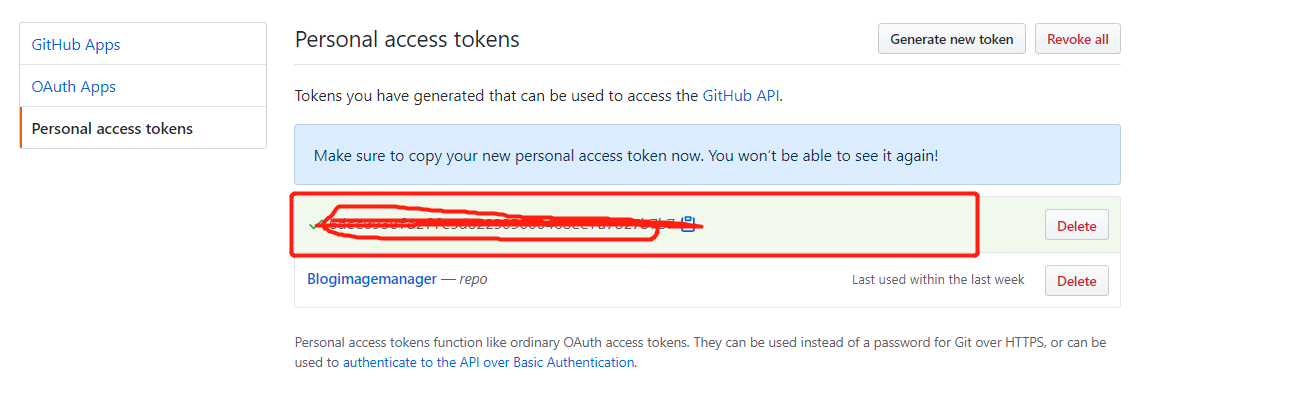 GitHub Apps
OAuth Apps
Personal access tokens
Personal access tokens
Generate new token
Revoke all
Tokens you have generated that can be used to access the GitHub API.
Make sure to copy your new personal access token now. You won’t be able to see it again!
Delete
Blogimagemanager — repo
Last used within the last week
Delete
Personal access tokens function like ordinary OAuth access tokens. They can be used instead of a password for Git over HTTPS, or can be
used to authenticate to the API over Basic Authentication.